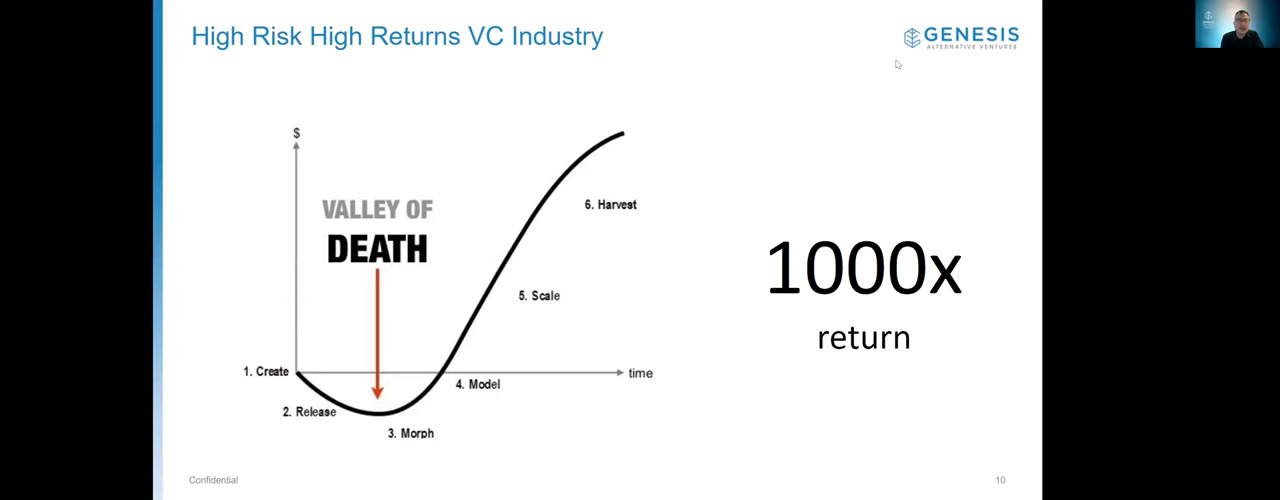 High Risk High Returns VC Industry
GENESIS
ALTERNATIVE VENTURES
$
VALLEY OF
DEATH
6. Harvest
5. Scale
1. Create
time
4. Model
2. Release
3. Morph
1000x
return
Confidential
10